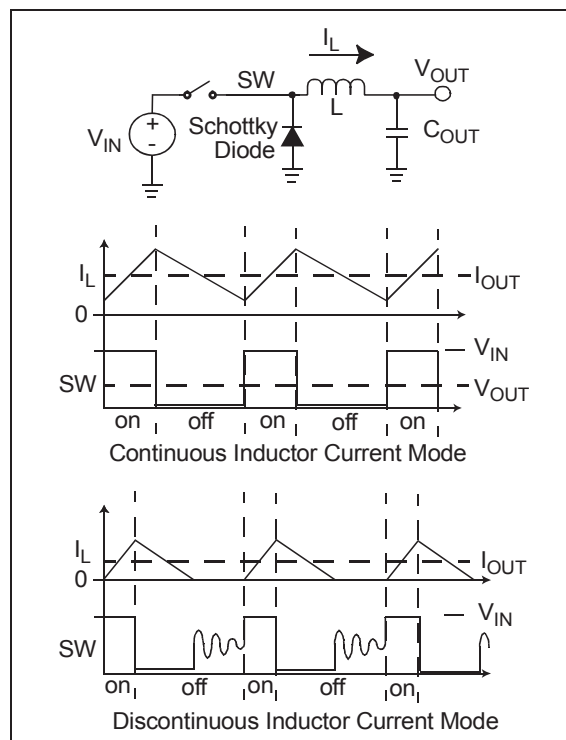 I_L
SW
V_OUT
+
-
V_IN
Schottky
Diode
L
C_OUT
I_L
I_OUT
0
V_IN
SW
V_OUT
on off on off on
Continuous Inductor Current Mode
I_L
I_OUT
0
V_IN
SW
on off on off on
Discontinuous Inductor Current Mode